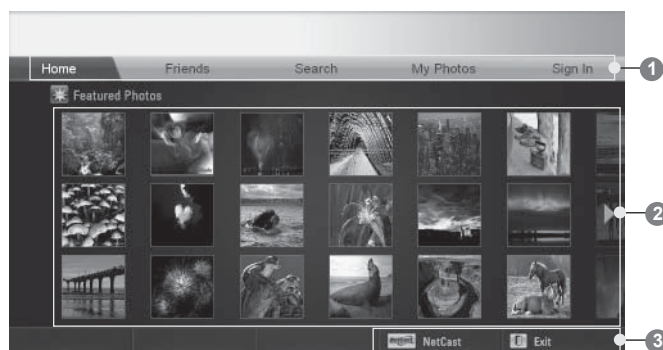 Home Friends Search My Photos Sign In
1
Featured Photos
2
NetCast Exit
3